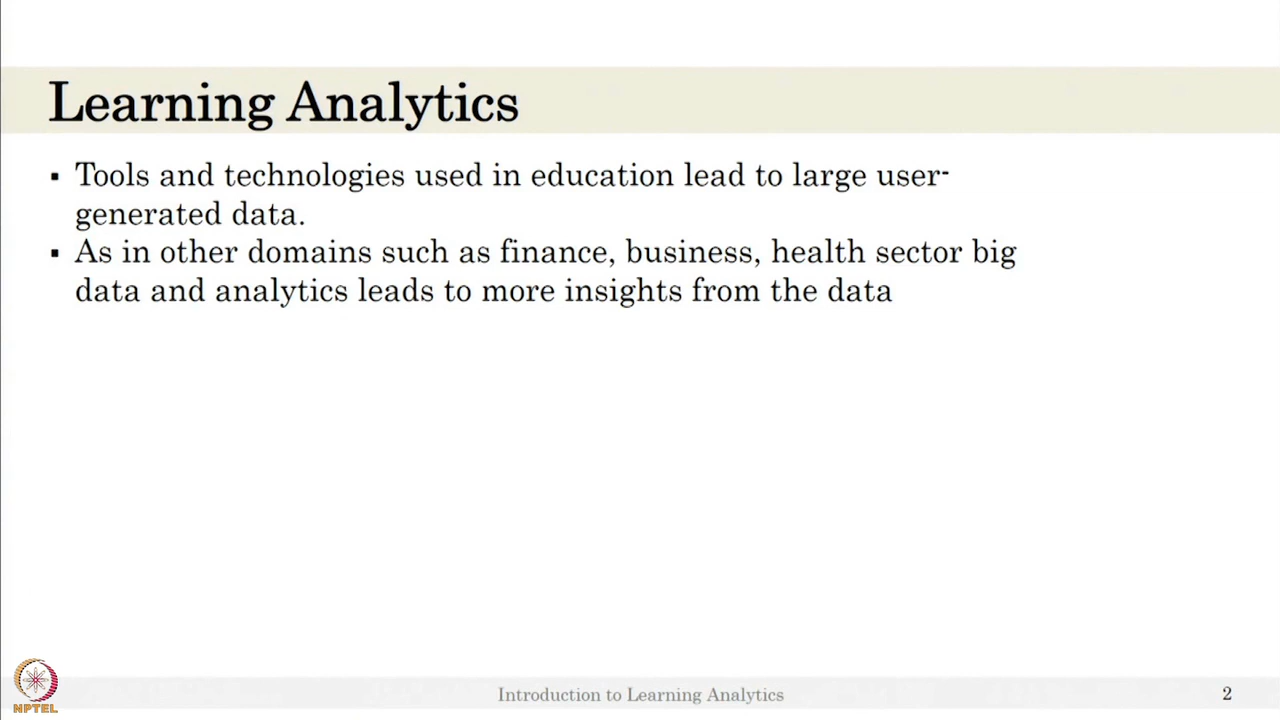 Learning Analytics
▪ Tools and technologies used in education lead to large user-
generated data.
▪ As in other domains such as finance, business, health sector big
data and analytics leads to more insights from the data
NPTEL
Introduction to Learning Analytics
2